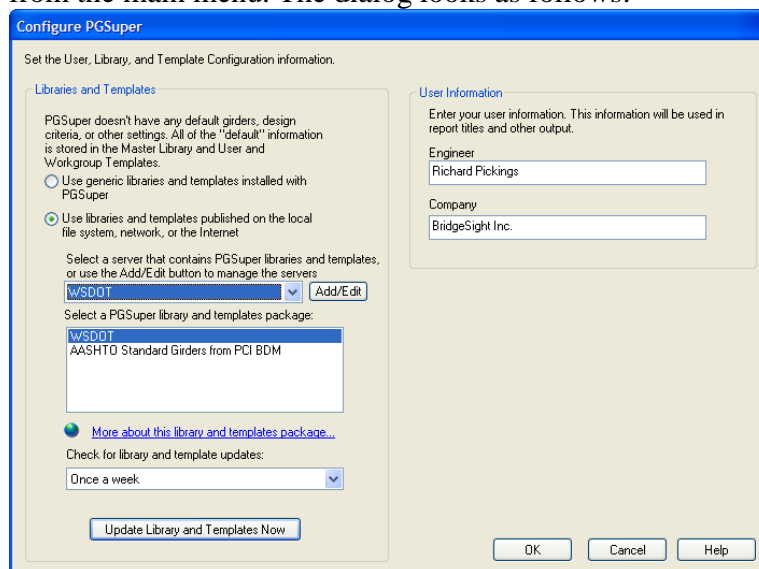 from the main menu. The dialog looks as follows:
Configure PGSuper
Set the User, Library, and Template Configuration information.
Libraries and Templates
PGSuper doesn't have any default girders, design
criteria, or other settings. All of the "default" information
is stored in the Master Library and User and
Workgroup Templates.
Use generic libraries and templates installed with
PGSuper
Use libraries and templates published on the local
file system, network, or the Internet
Select a server that contains PGSuper libraries and templates,
or use the Add/Edit button to manage the servers
WSDOT
Add/Edit
Select a PGSuper library and templates package:
WSDOT
AASHTO Standard Girders from PCI BDM
More about this library and templates package...
Check for library and template updates:
Once a week
Update Library and Templates Now
User Information
Enter your user information. This information will be used in
report titles and other output.
Engineer
Richard Pickings
Company
BridgeSight Inc.
OK
Cancel
Help